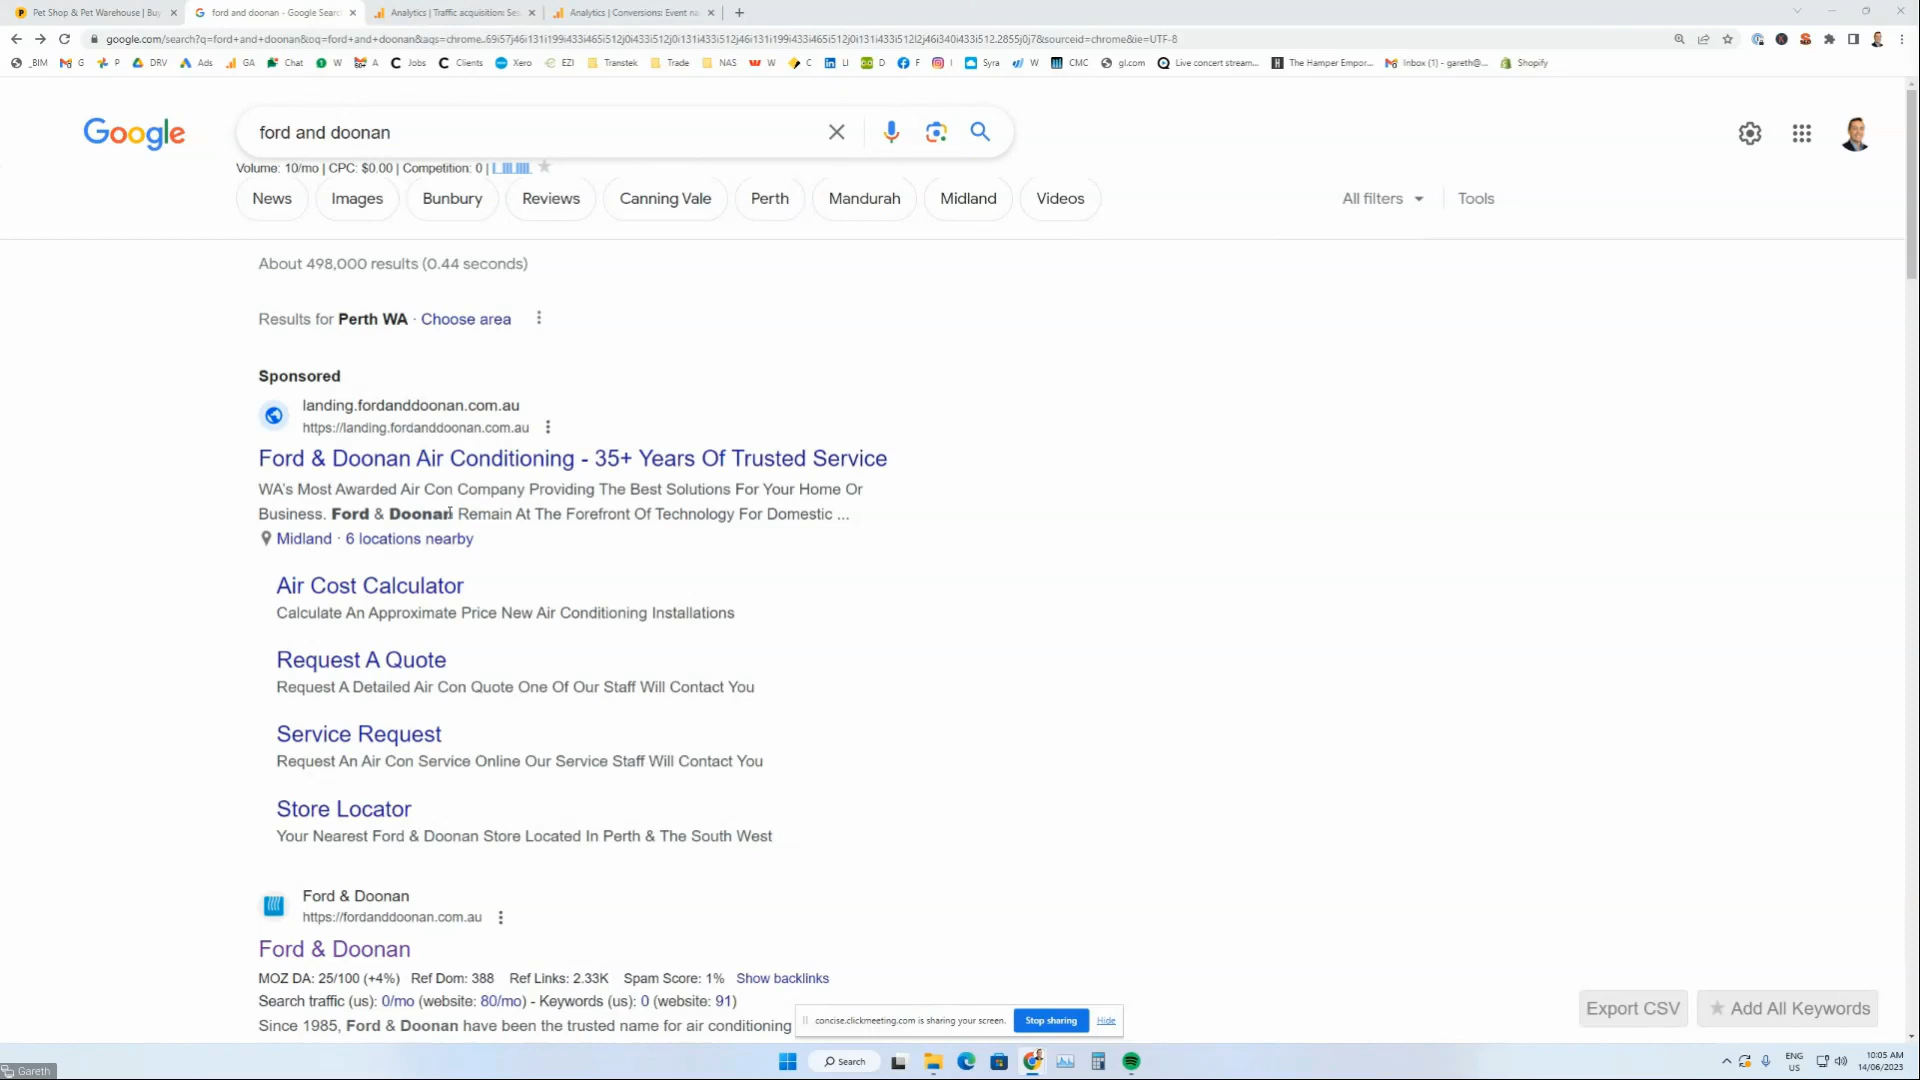 Pet Shop & Pet Warehouse | Buy
ford and doonan - Google Search
Analytics | Traffic acquisition: Ses
Analytics | Conversions: Event na
google.com/search?q=ford+and+doonan&oq=ford+and+doonan&aqs=chrome..69i57j46i131i199i433i465i512j0i433i512j0i131i433i512j46i131i199i433i465i512j0i131i433i512l2j46i340i433i512.2855j0j7&sourceid=chrome&ie=UTF-8
_BIM G P DRV Ads GA Chat W A Jobs Clients Xero EZI Transtek Trade NAS W C LI D F I Syra W CMC gl.com Live concert stream... The Hamper Empor... Inbox (1) - gareth@... Shopify
Google
ford and doonan
Volume: 10/mo | CPC: $0.00 | Competition: 0 |
News Images Bunbury Reviews Canning Vale Perth Mandurah Midland Videos All filters Tools
About 498,000 results (0.44 seconds)
Results for Perth WA · Choose area
Sponsored
landing.fordanddoonan.com.au
https://landing.fordanddoonan.com.au
Ford & Doonan Air Conditioning - 35+ Years Of Trusted Service
WA's Most Awarded Air Con Company Providing The Best Solutions For Your Home Or
Business. Ford & Doonan Remain At The Forefront Of Technology For Domestic ...
Midland · 6 locations nearby
Air Cost Calculator
Calculate An Approximate Price New Air Conditioning Installations
Request A Quote
Request A Detailed Air Con Quote One Of Our Staff Will Contact You
Service Request
Request An Air Con Service Online Our Service Staff Will Contact You
Store Locator
Your Nearest Ford & Doonan Store Located In Perth & The South West
Ford & Doonan
https://fordanddoonan.com.au
Ford & Doonan
MOZ DA: 25/100 (+4%) Ref Dom: 388 Ref Links: 2.33K Spam Score: 1% Show backlinks
Search traffic (us): 0/mo (website: 80/mo) - Keywords (us): 0 (website: 91)
Since 1985, Ford & Doonan have been the trusted name for air conditioning
Export CSV
Add All Keywords
concise.clickmeeting.com is sharing your screen. Stop sharing Hide
Search
ENG
US
10:05 AM
14/06/2023
Gareth